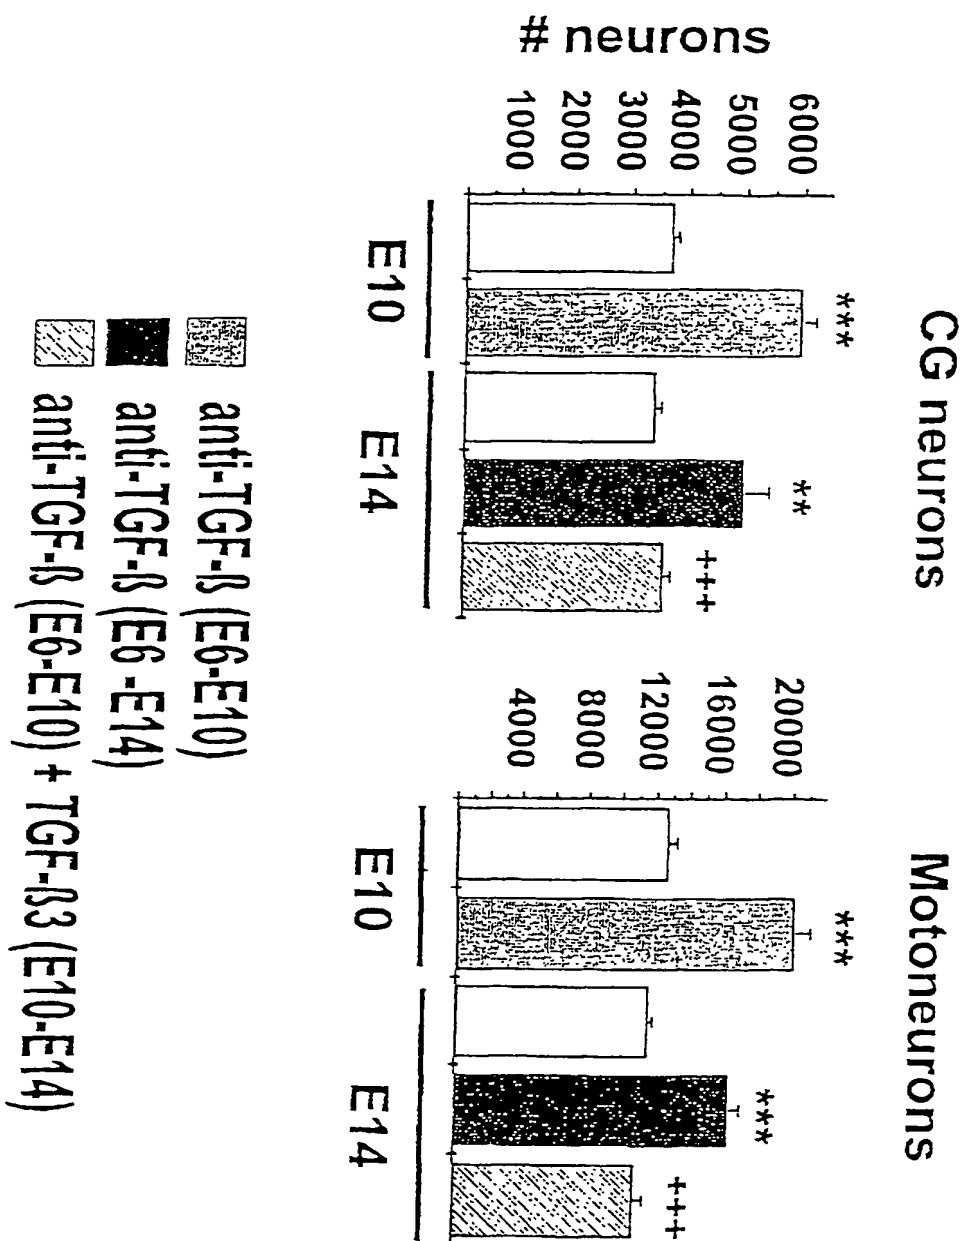 CG neurons
Motoneurons
# neurons
6000
5000
4000
3000
2000
1000
***
**
+++
E10
E14
20000
16000
12000
8000
4000
***
***
+++
E10
E14
anti-TGF-ß (E6-E10)
anti-TGF-ß (E6 -E14)
anti-TGF-ß (E6-E10) + TGF-ß3 (E10-E14)